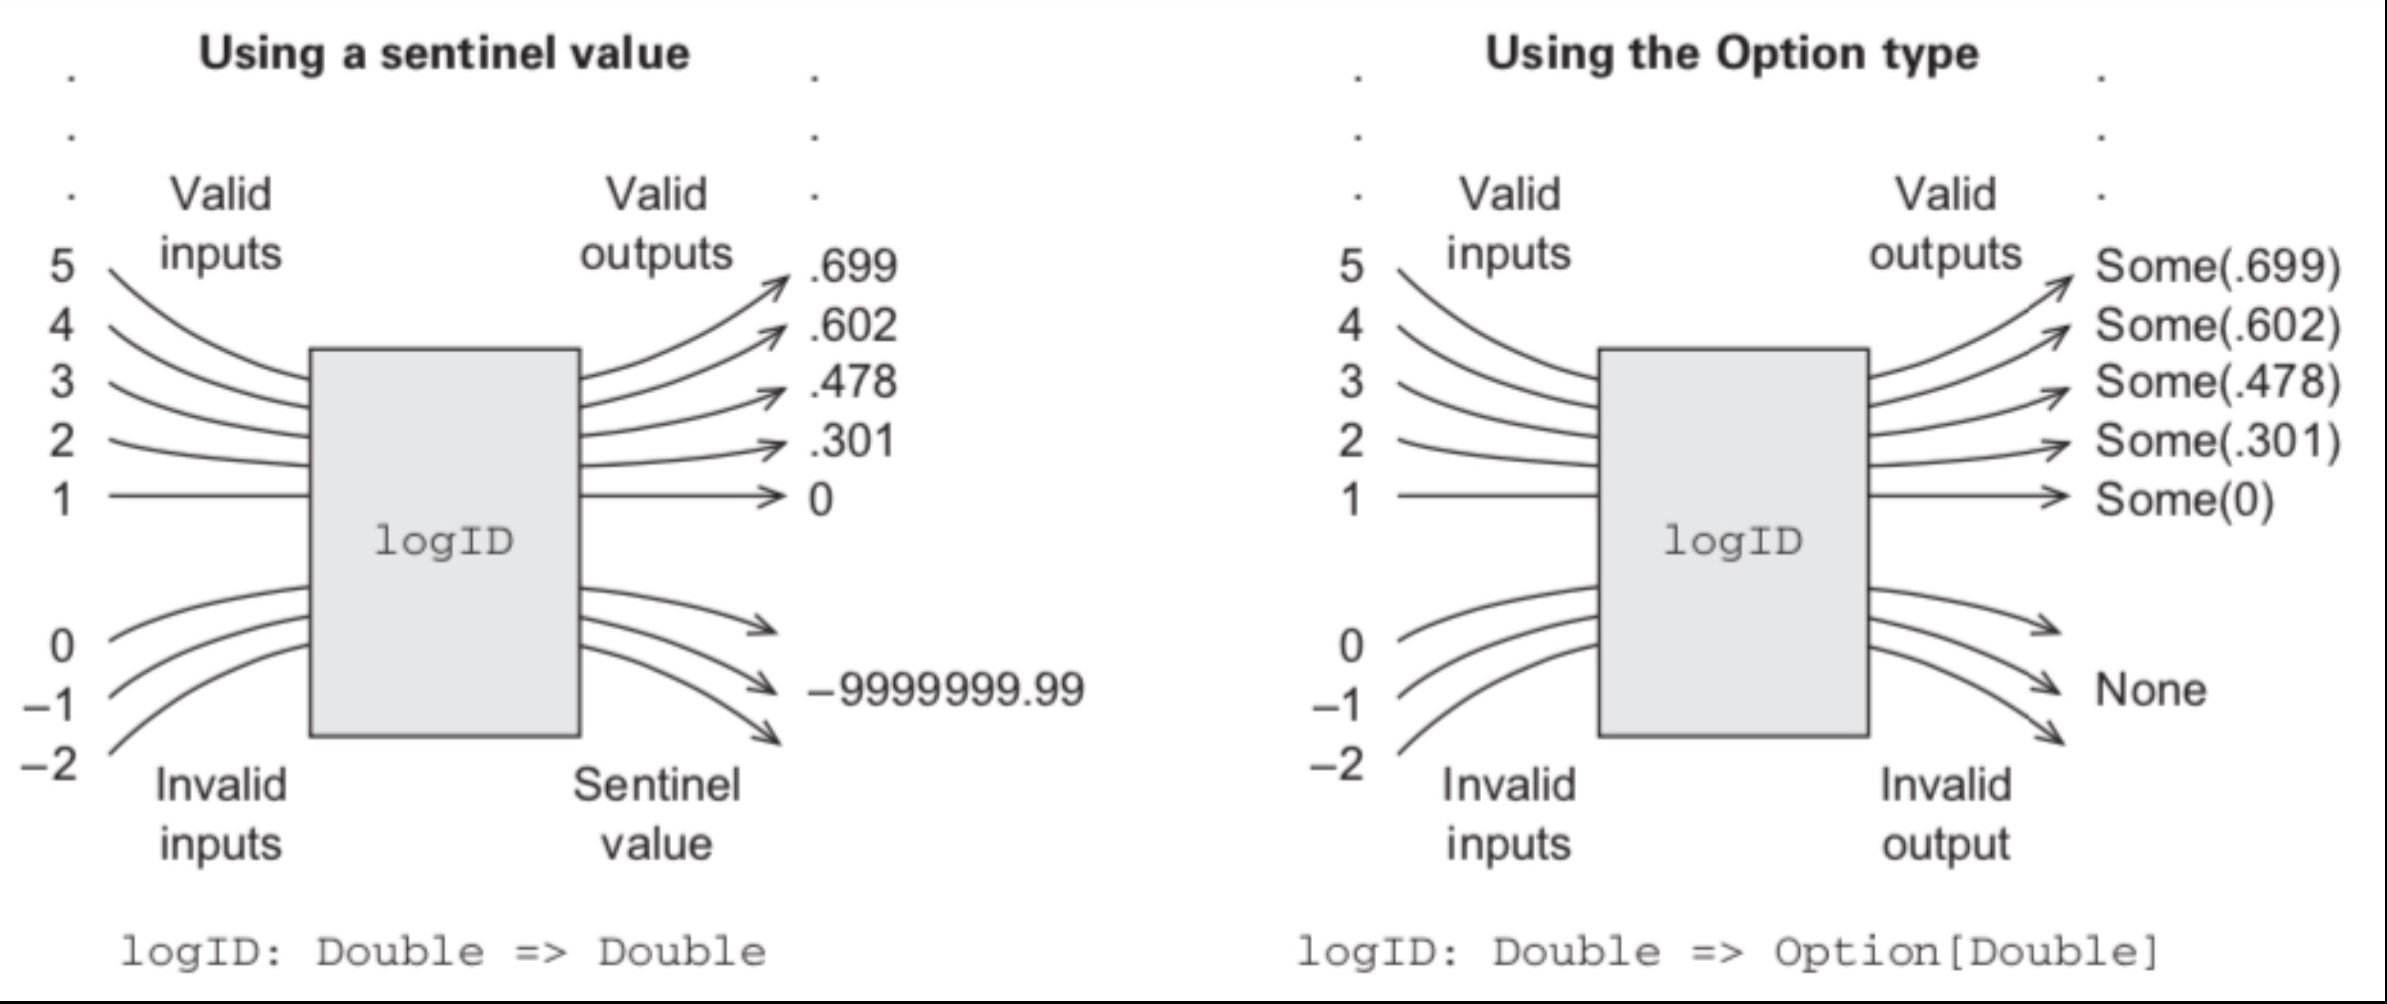 Using a sentinel value
Valid
inputs
Valid
outputs
5
4
3
2
1
0
–1
–2
logID
.699
.602
.478
.301
0
–9999999.99
Invalid
inputs
Sentinel
value
logID: Double => Double
Using the Option type
Valid
inputs
Valid
outputs
5
4
3
2
1
0
–1
–2
logID
Some(.699)
Some(.602)
Some(.478)
Some(.301)
Some(0)
None
Invalid
inputs
Invalid
output
logID: Double => Option[Double]